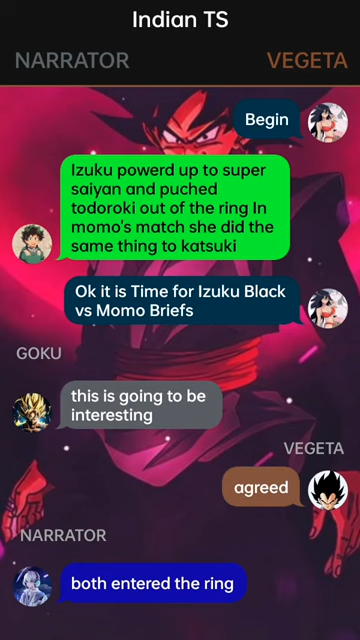 Indian TS
NARRATOR
VEGETA
Begin
Izuku powerd up to super
saiyan and puched
todoroki out of the ring In
momo's match she did the
same thing to katsuki
Ok it is Time for Izuku Black
vs Momo Briefs
GOKU
this is going to be
interesting
VEGETA
agreed
NARRATOR
both entered the ring